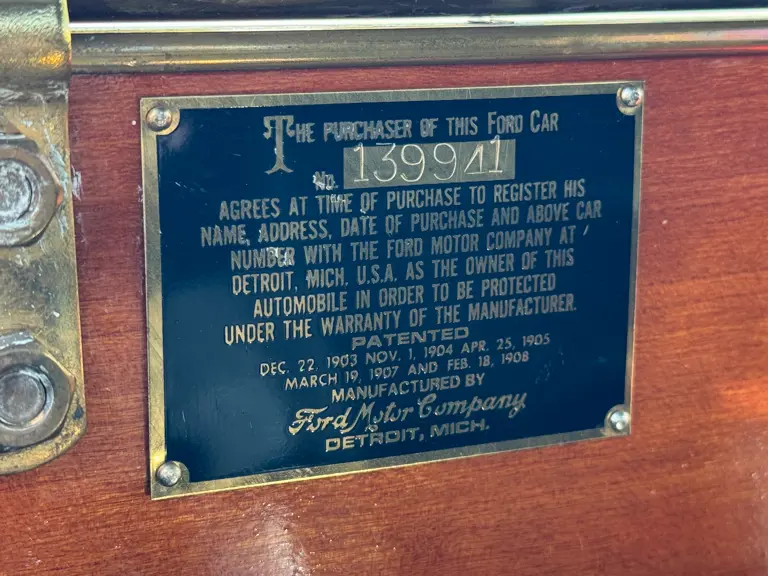 THE PURCHASER OF THIS FORD CAR
No. 139941
AGREES AT TIME OF PURCHASE TO REGISTER HIS
NAME, ADDRESS, DATE OF PURCHASE AND ABOVE CAR
NUMBER WITH THE FORD MOTOR COMPANY AT
DETROIT, MICH. U.S.A. AS THE OWNER OF THIS
AUTOMOBILE IN ORDER TO BE PROTECTED
UNDER THE WARRANTY OF THE MANUFACTURER.
PATENTED
DEC. 22, 1903 NOV. 1, 1904 APR. 25, 1905
MARCH 19, 1907 AND FEB. 18, 1908
MANUFACTURED BY
Ford Motor Company
DETROIT, MICH.